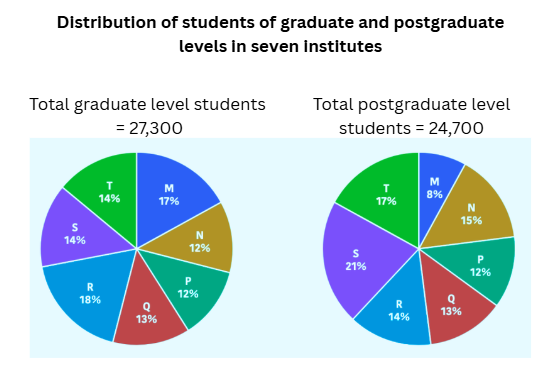 Distribution of students of graduate and postgraduate
levels in seven institutes
Total graduate level students
= 27,300
T
14%
M
17%
N
12%
P
12%
Q
13%
R
18%
S
14%
Total postgraduate level
students = 24,700
T
17%
M
8%
N
15%
P
12%
Q
13%
R
14%
S
21%